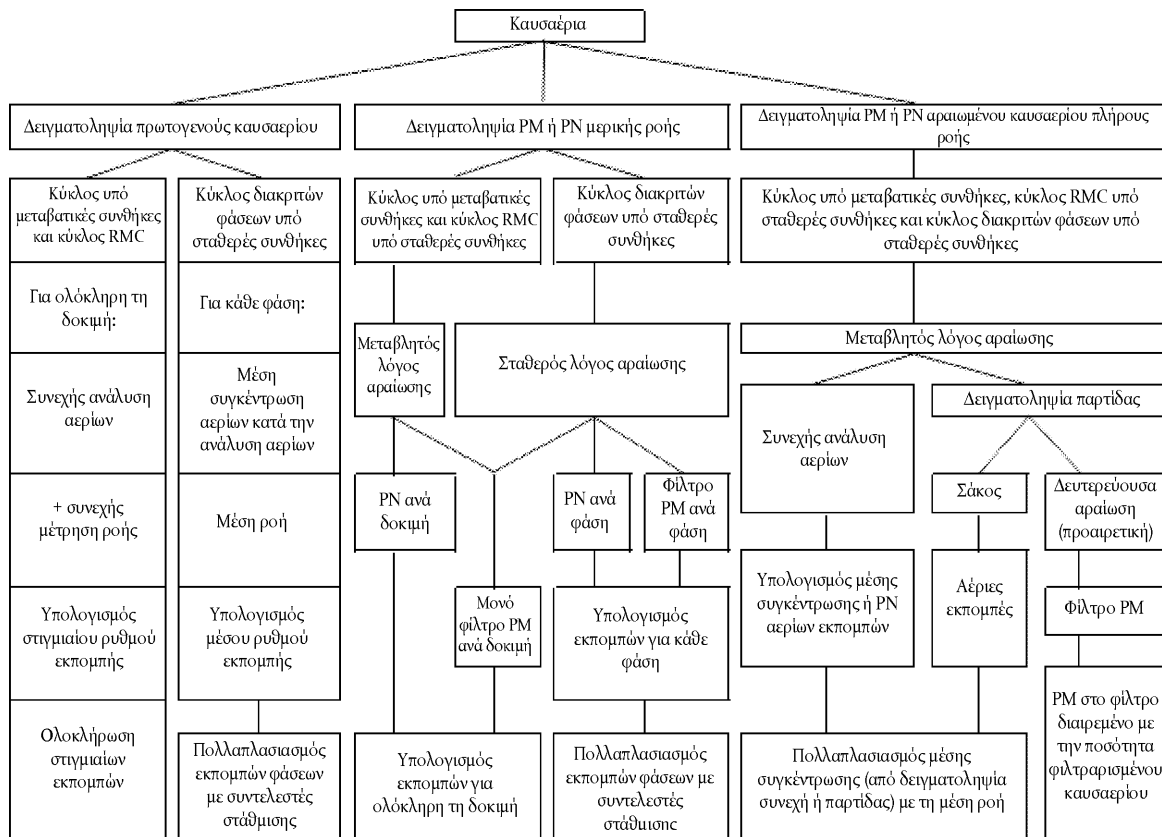 Καυσαέρια
Δειγματοληψία πρωτογενούς καυσαερίου
Δειγματοληψία PM ή PN μερικής ροής
Δειγματοληψία PM ή PN αραιωμένου καυσαερίου πλήρους
ροής
Κύκλος υπό
μεταβατικές συνθήκες
και κύκλος RMC
Κύκλος διακριτών
φάσεων υπό
σταθερές συνθήκες
Κύκλος υπό μεταβατικές
συνθήκες και κύκλος RMC
υπό σταθερές συνθήκες
Κύκλος διακριτών
φάσεων υπό σταθερές
συνθήκες
Κύκλος υπό μεταβατικές συνθήκες, κύκλος RMC υπό
σταθερές συνθήκες και κύκλος διακριτών φάσεων υπό
σταθερές συνθήκες
Για ολόκληρη τη
δοκιμή:
Για κάθε φάση:
Μεταβλητός
λόγος
αραίωσης
Σταθερός λόγος αραίωσης
Μεταβλητός λόγος αραίωσης
Συνεχής ανάλυση
αερίων
Μέση
συγκέντρωση
αερίων κατά την
ανάλυση αερίων
Συνεχής ανάλυση
αερίων
Δειγματοληψία παρτίδας
+ συνεχής
μέτρηση ροής
Μέση ροή
PN ανά
δοκιμή
PN ανά
φάση
Φίλτρο
PM ανά
φάση
Σάκος
Δευτερεύουσα
αραίωση
(προαιρετική)
Υπολογισμός
στιγμιαίου ρυθμού
εκπομπής
Υπολογισμός
μέσου ρυθμού
εκπομπής
Μονό
φίλτρο PM
ανά δοκιμή
Υπολογισμός
εκπομπών για κάθε
φάση
Υπολογισμός μέσης
συγκέντρωσης ή PN
αερίων εκπομπών
Αέριες
εκπομπές
Φίλτρο PM
Ολοκλήρωση
στιγμιαίων
εκπομπών
Πολλαπλασιασμός
εκπομπών φάσεων
με συντελεστές
στάθμισης
Υπολογισμός
εκπομπών για
ολόκληρη τη δοκιμή
Πολλαπλασιασμός
εκπομπών φάσεων με
συντελεστές
στάθμισης
Πολλαπλασιασμός μέσης
συγκέντρωσης (από δειγματοληψία
συνεχή ή παρτίδας) με τη μέση ροή
PM στο φίλτρο
διαιρεμένο με
την ποσότητα
φιλτραρισμένου
καυσαερίου